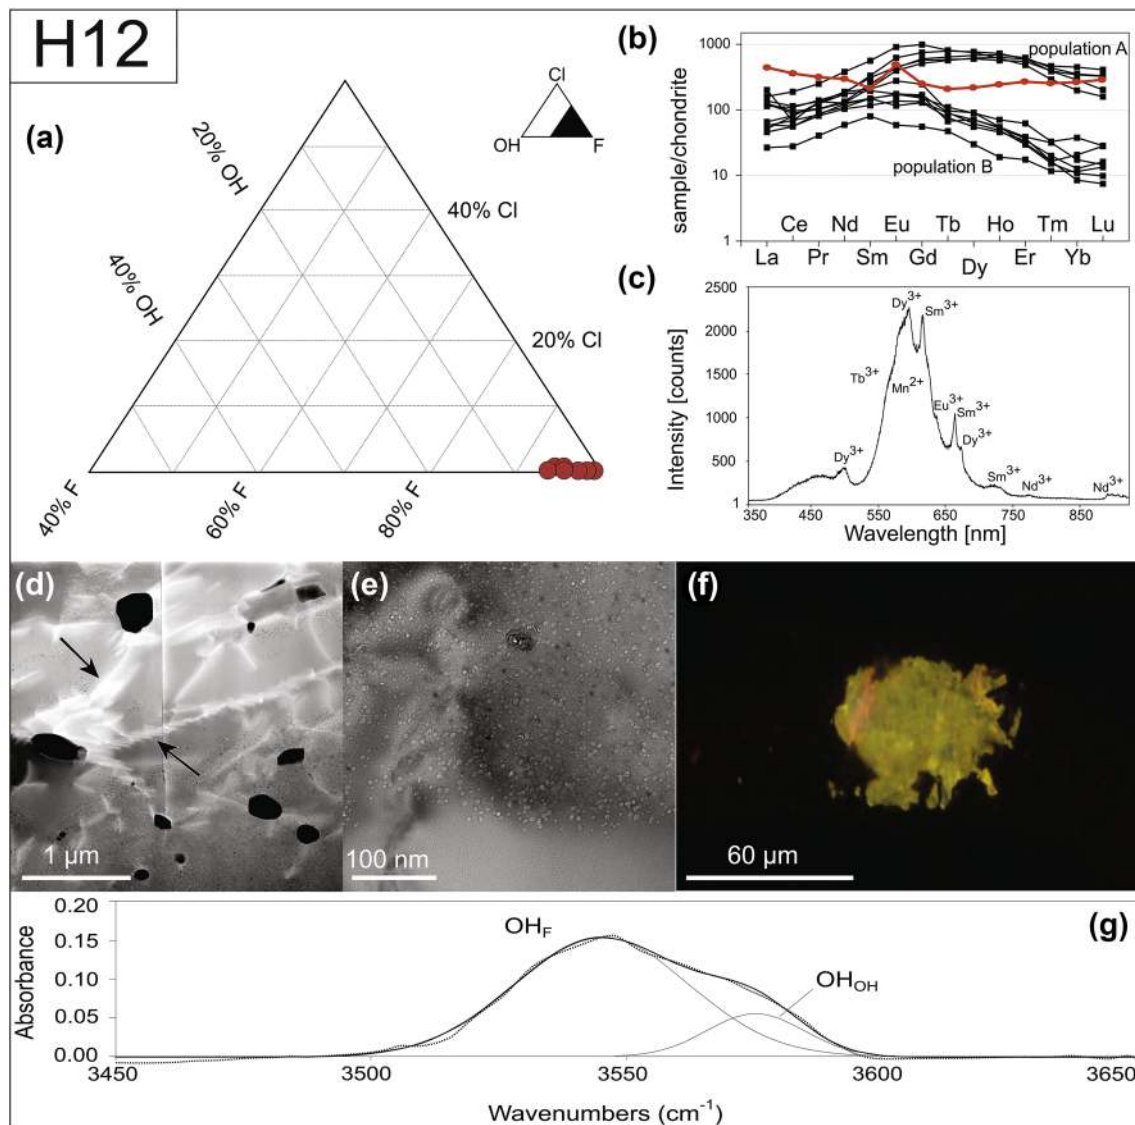 H12
(a)
Cl
OH
F
20% OH
40% OH
40% Cl
20% Cl
40% F
60% F
80% F
(b)
sample/chondrite
1000
100
10
1
population A
population B
Ce Nd Eu Tb Ho Tm Lu
La Pr Sm Gd Dy Er Yb
(c)
Intensity [counts]
2500
2000
1500
1000
500
1
Dy3+
Sm3+
Tb3+
Mn2+
Eu3+
Sm3+
Dy3+
Dy3+
Sm3+
Nd3+
Nd3+
350 450 550 650 750 850
Wavelength [nm]
(d)
1 µm
(e)
100 nm
(f)
60 µm
(g)
Absorbance
0.20
0.15
0.10
0.05
0.00
OHF
OHOH
3450 3500 3550 3600 3650
Wavenumbers (cm-1)